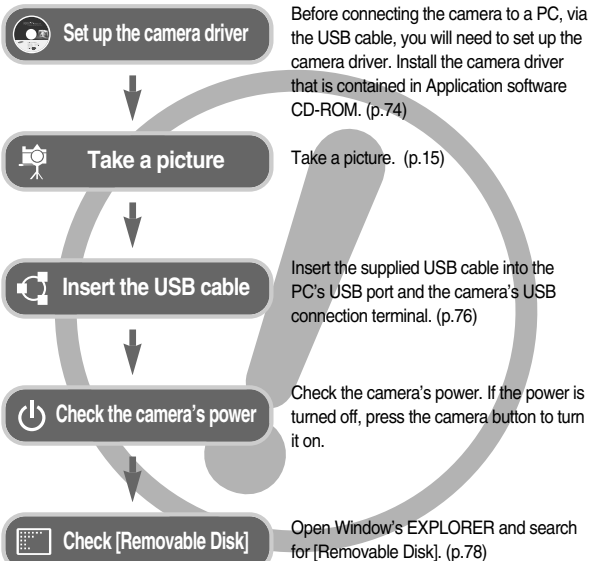 Set up the camera driver
Before connecting the camera to a PC, via
the USB cable, you will need to set up the
camera driver. Install the camera driver
that is contained in Application software
CD-ROM. (p.74)
Take a picture
Take a picture. (p.15)
Insert the USB cable
Insert the supplied USB cable into the
PC's USB port and the camera's USB
connection terminal. (p.76)
Check the camera's power
Check the camera's power. If the power is
turned off, press the camera button to turn
it on.
Check [Removable Disk]
Open Window's EXPLORER and search
for [Removable Disk]. (p.78)